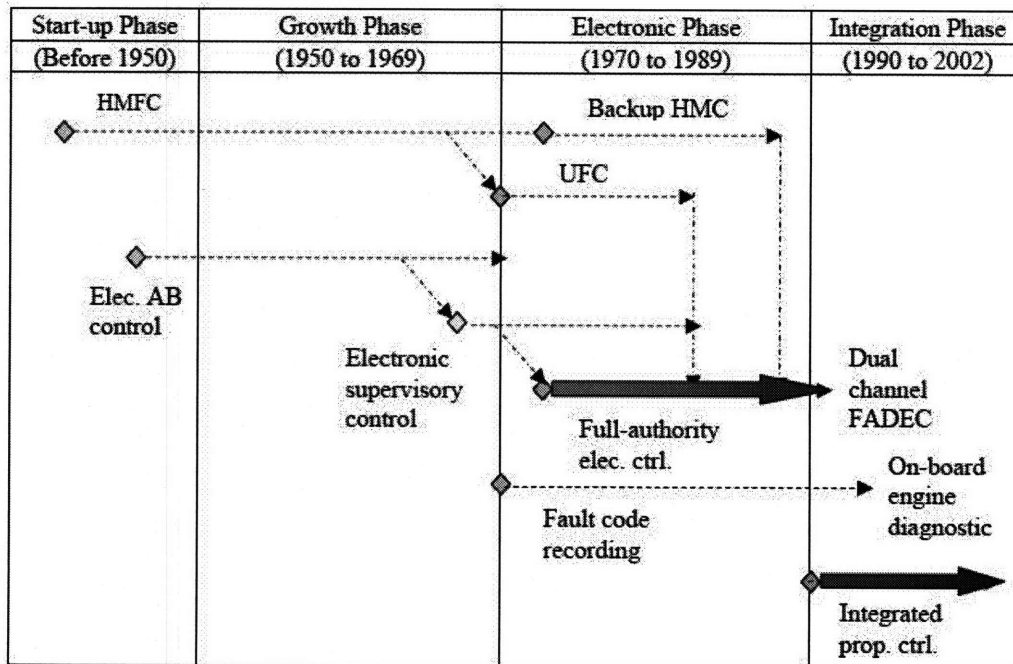 Start-up Phase
Growth Phase
Electronic Phase
Integration Phase
(Before 1950)
(1950 to 1969)
(1970 to 1989)
(1990 to 2002)
HMFC
Backup HMC
UFC
Elec. AB
control
Electronic
supervisory
control
Full-authority
elec. ctrl.
Dual
channel
FADEC
Fault code
recording
On-board
engine
diagnostic
Integrated
prop. ctrl.